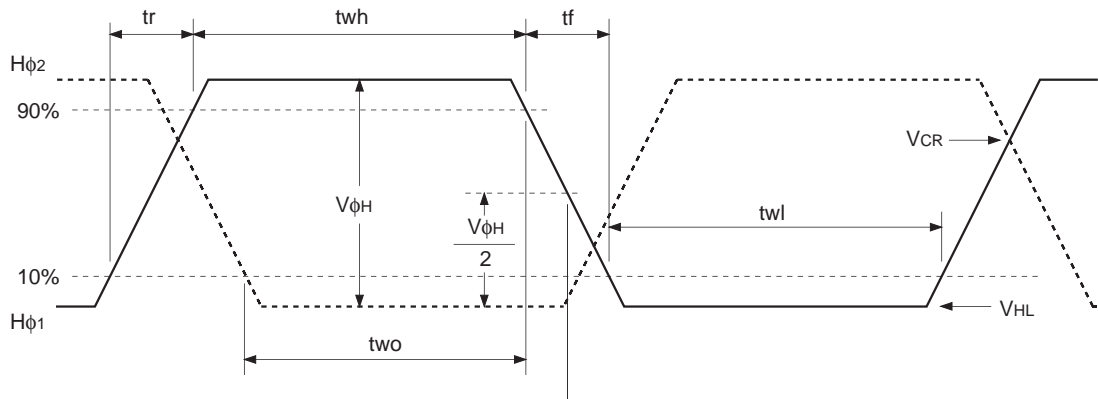 tr
twh
tf
Hϕ2
90%
VCR
VϕH
VϕH
2
twl
10%
Hϕ1
VHL
two